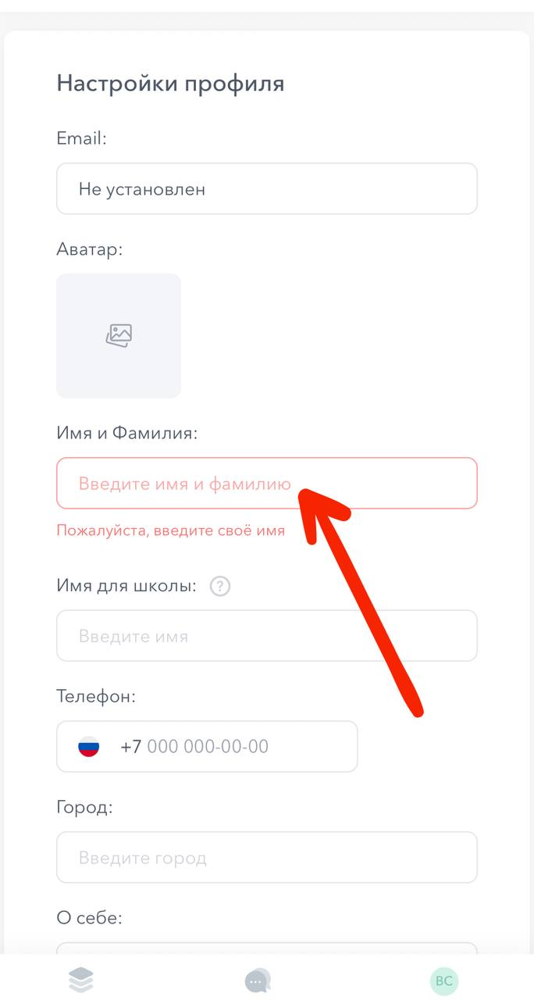 Настройки профиля
Email:
Не установлен
Аватар:
Имя и Фамилия:
Введите имя и фамилию
Пожалуйста, введите своё имя
Имя для школы: ?
Введите имя
Телефон:
+7 000 000-00-00
Город:
Введите город
О себе:
ВС